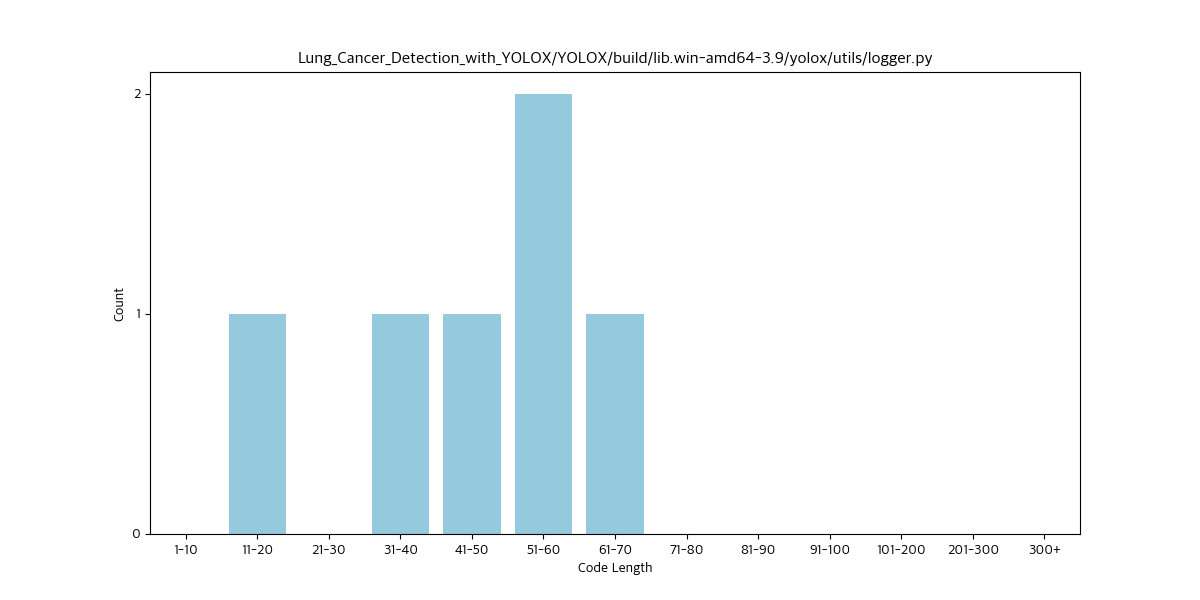 Lung_Cancer_Detection_with_YOLOX/YOLOX/build/lib.win-amd64-3.9/yolox/utils/logger.py
2
1
0
Count
1-10 11-20 21-30 31-40 41-50 51-60 61-70 71-80 81-90 91-100 101-200 201-300 300+
Code Length